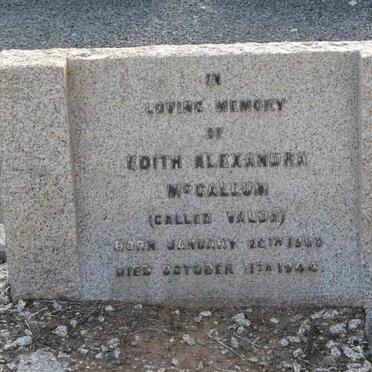 IN
LOVING MEMORY
OF
EDITH ALEXANDRA
McCALLUM
(CALLED VALDA)
BORN JANUARY
DIED OCTOBER